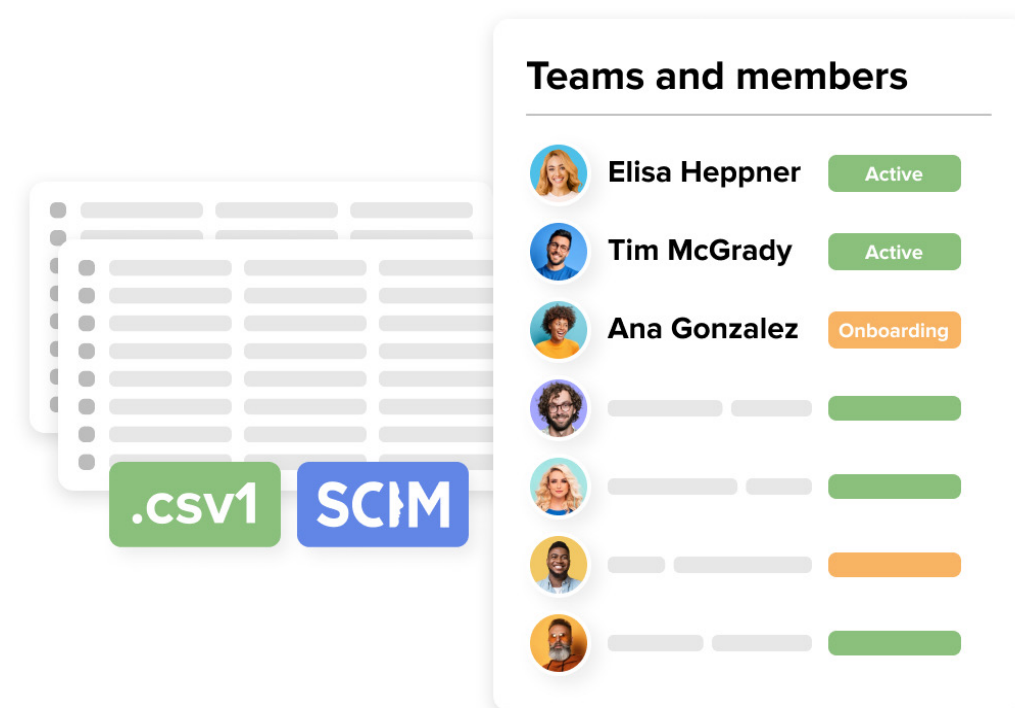 Teams and members
Elisa Heppner Active
Tim McGrady Active
Ana Gonzalez Onboarding
.csv1 SCIM